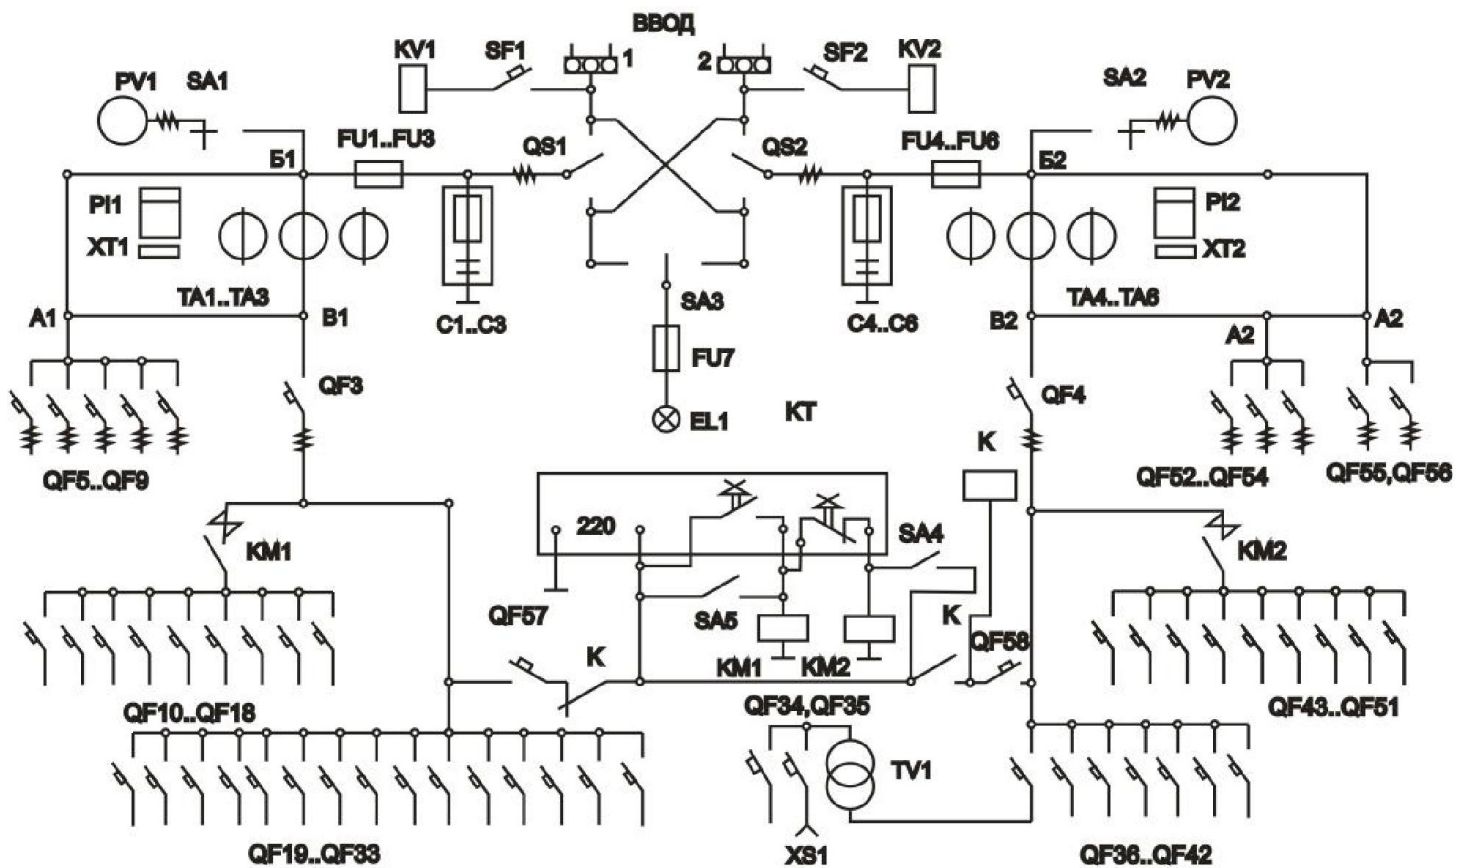 ВВОД
KV1
SF1
1
2
SF2
KV2
PV1
SA1
SA2
PV2
FU1..FU3
QS1
QS2
FU4..FU6
Б1
Б2
PI1
XT1
PI2
XT2
TA1..TA3
SA3
TA4..TA6
A1
B1
C1..C3
C4..C6
B2
A2
A2
FU7
QF3
EL1
KT
QF4
K
QF5..QF9
QF52..QF54
QF55,QF56
220
SA4
KM1
KM2
QF57
SA5
K
QF58
K
KM1
KM2
QF10..QF18
QF34,QF35
QF43..QF51
TV1
QF19..QF33
XS1
QF36..QF42